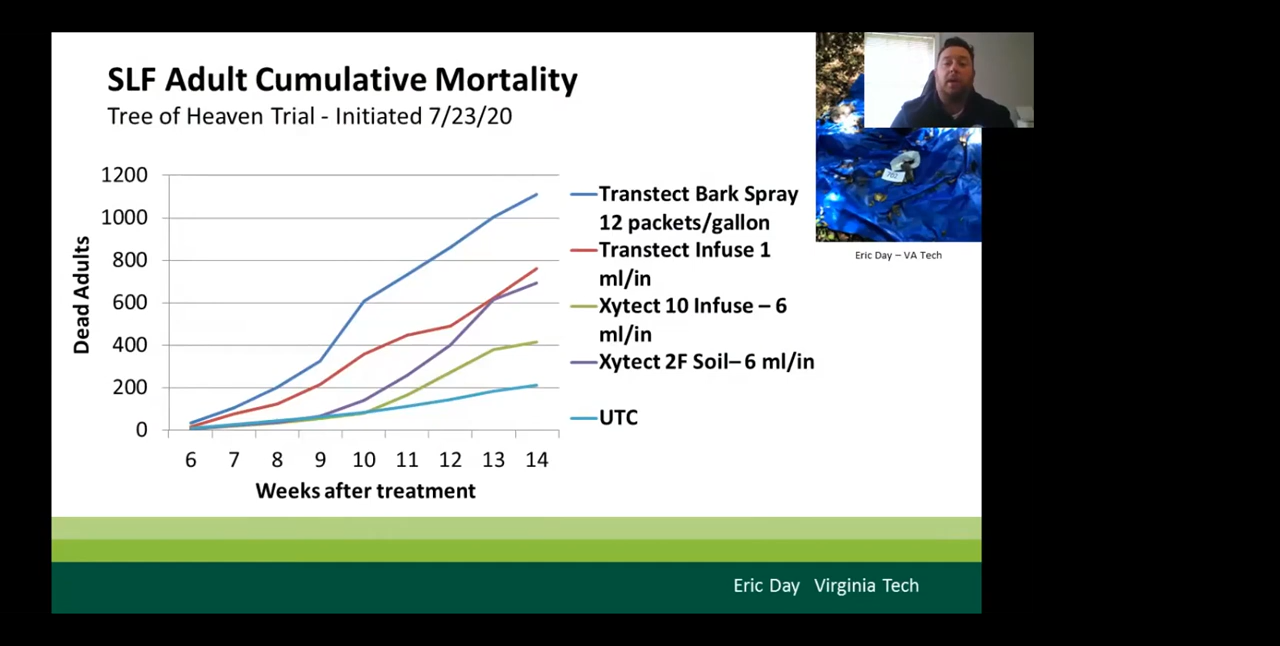 SLF Adult Cumulative Mortality
Tree of Heaven Trial - Initiated 7/23/20
1200
1000
800
600
400
200
0
Dead Adults
6 7 8 9 10 11 12 13 14
Weeks after treatment
Transtect Bark Spray
12 packets/gallon
Transtect Infuse 1
ml/in
Xytect 10 Infuse – 6
ml/in
Xytect 2F Soil– 6 ml/in
UTC
702
Eric Day – VA Tech
Eric Day Virginia Tech